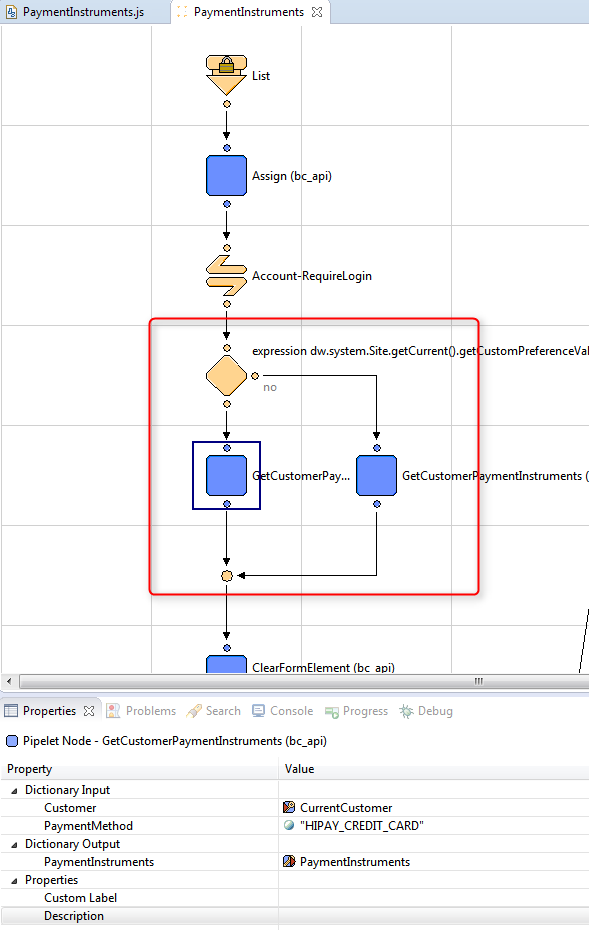 PaymentInstruments.js
PaymentInstruments
List
Assign (bc_api)
Account-RequireLogin
expression dw.system.Site.getCurrent().getCustomPreferenceVal
no
GetCustomerPay...
GetCustomerPaymentInstruments (
ClearFormElement (bc_api)
Properties
Problems
Search
Console
Progress
Debug
Pipelet Node - GetCustomerPaymentInstruments (bc_api)
Property Value
Dictionary Input
Customer CurrentCustomer
PaymentMethod "HIPAY_CREDIT_CARD"
Dictionary Output
PaymentInstruments PaymentInstruments
Properties
Custom Label
Description